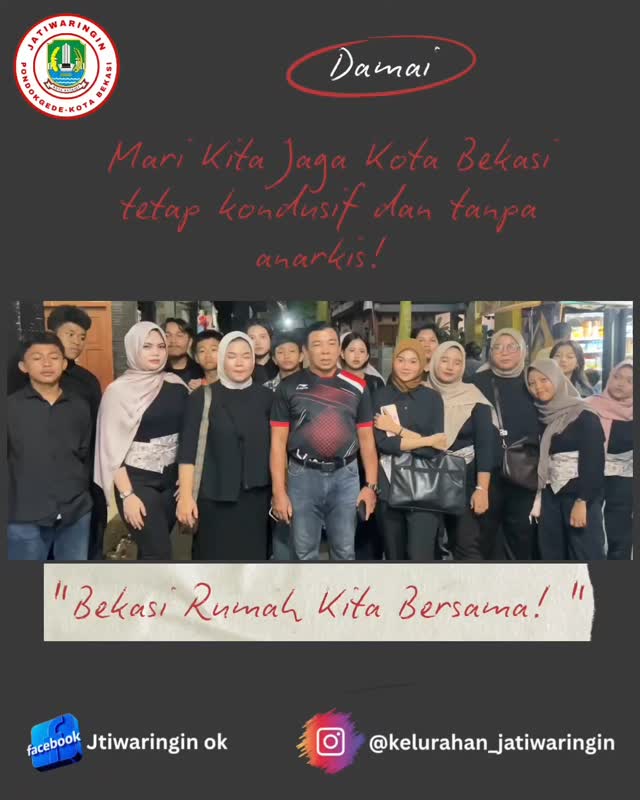 JATIWARINGIN
PONDOKGEDE-KOTA BEKASI
Damai
Mari Kita Jaga Kota Bekasi
tetap kondusif dan tanpa
anarkis!
"Bekasi Rumah Kita Bersama! "
facebook
Jtiwaringin ok
@kelurahan_jatiwaringin